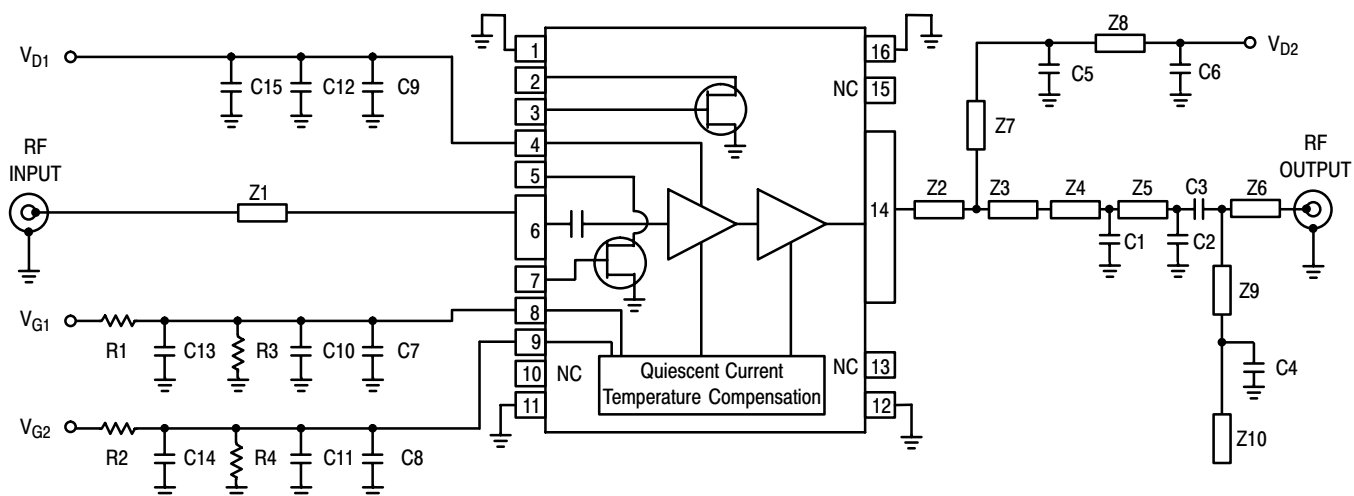 V_D1
C15
C12
C9
RF
INPUT
Z1
V_G1
R1
C13
R3
C10
C7
V_G2
R2
C14
R4
C11
C8
1
2
3
4
5
6
7
8
9
10
NC
11
Quiescent Current
Temperature Compensation
16
NC
15
14
NC
13
12
Z8
V_D2
C5
C6
Z7
RF
OUTPUT
Z2
Z3
Z4
Z5
C3
Z6
C1
C2
Z9
C4
Z10